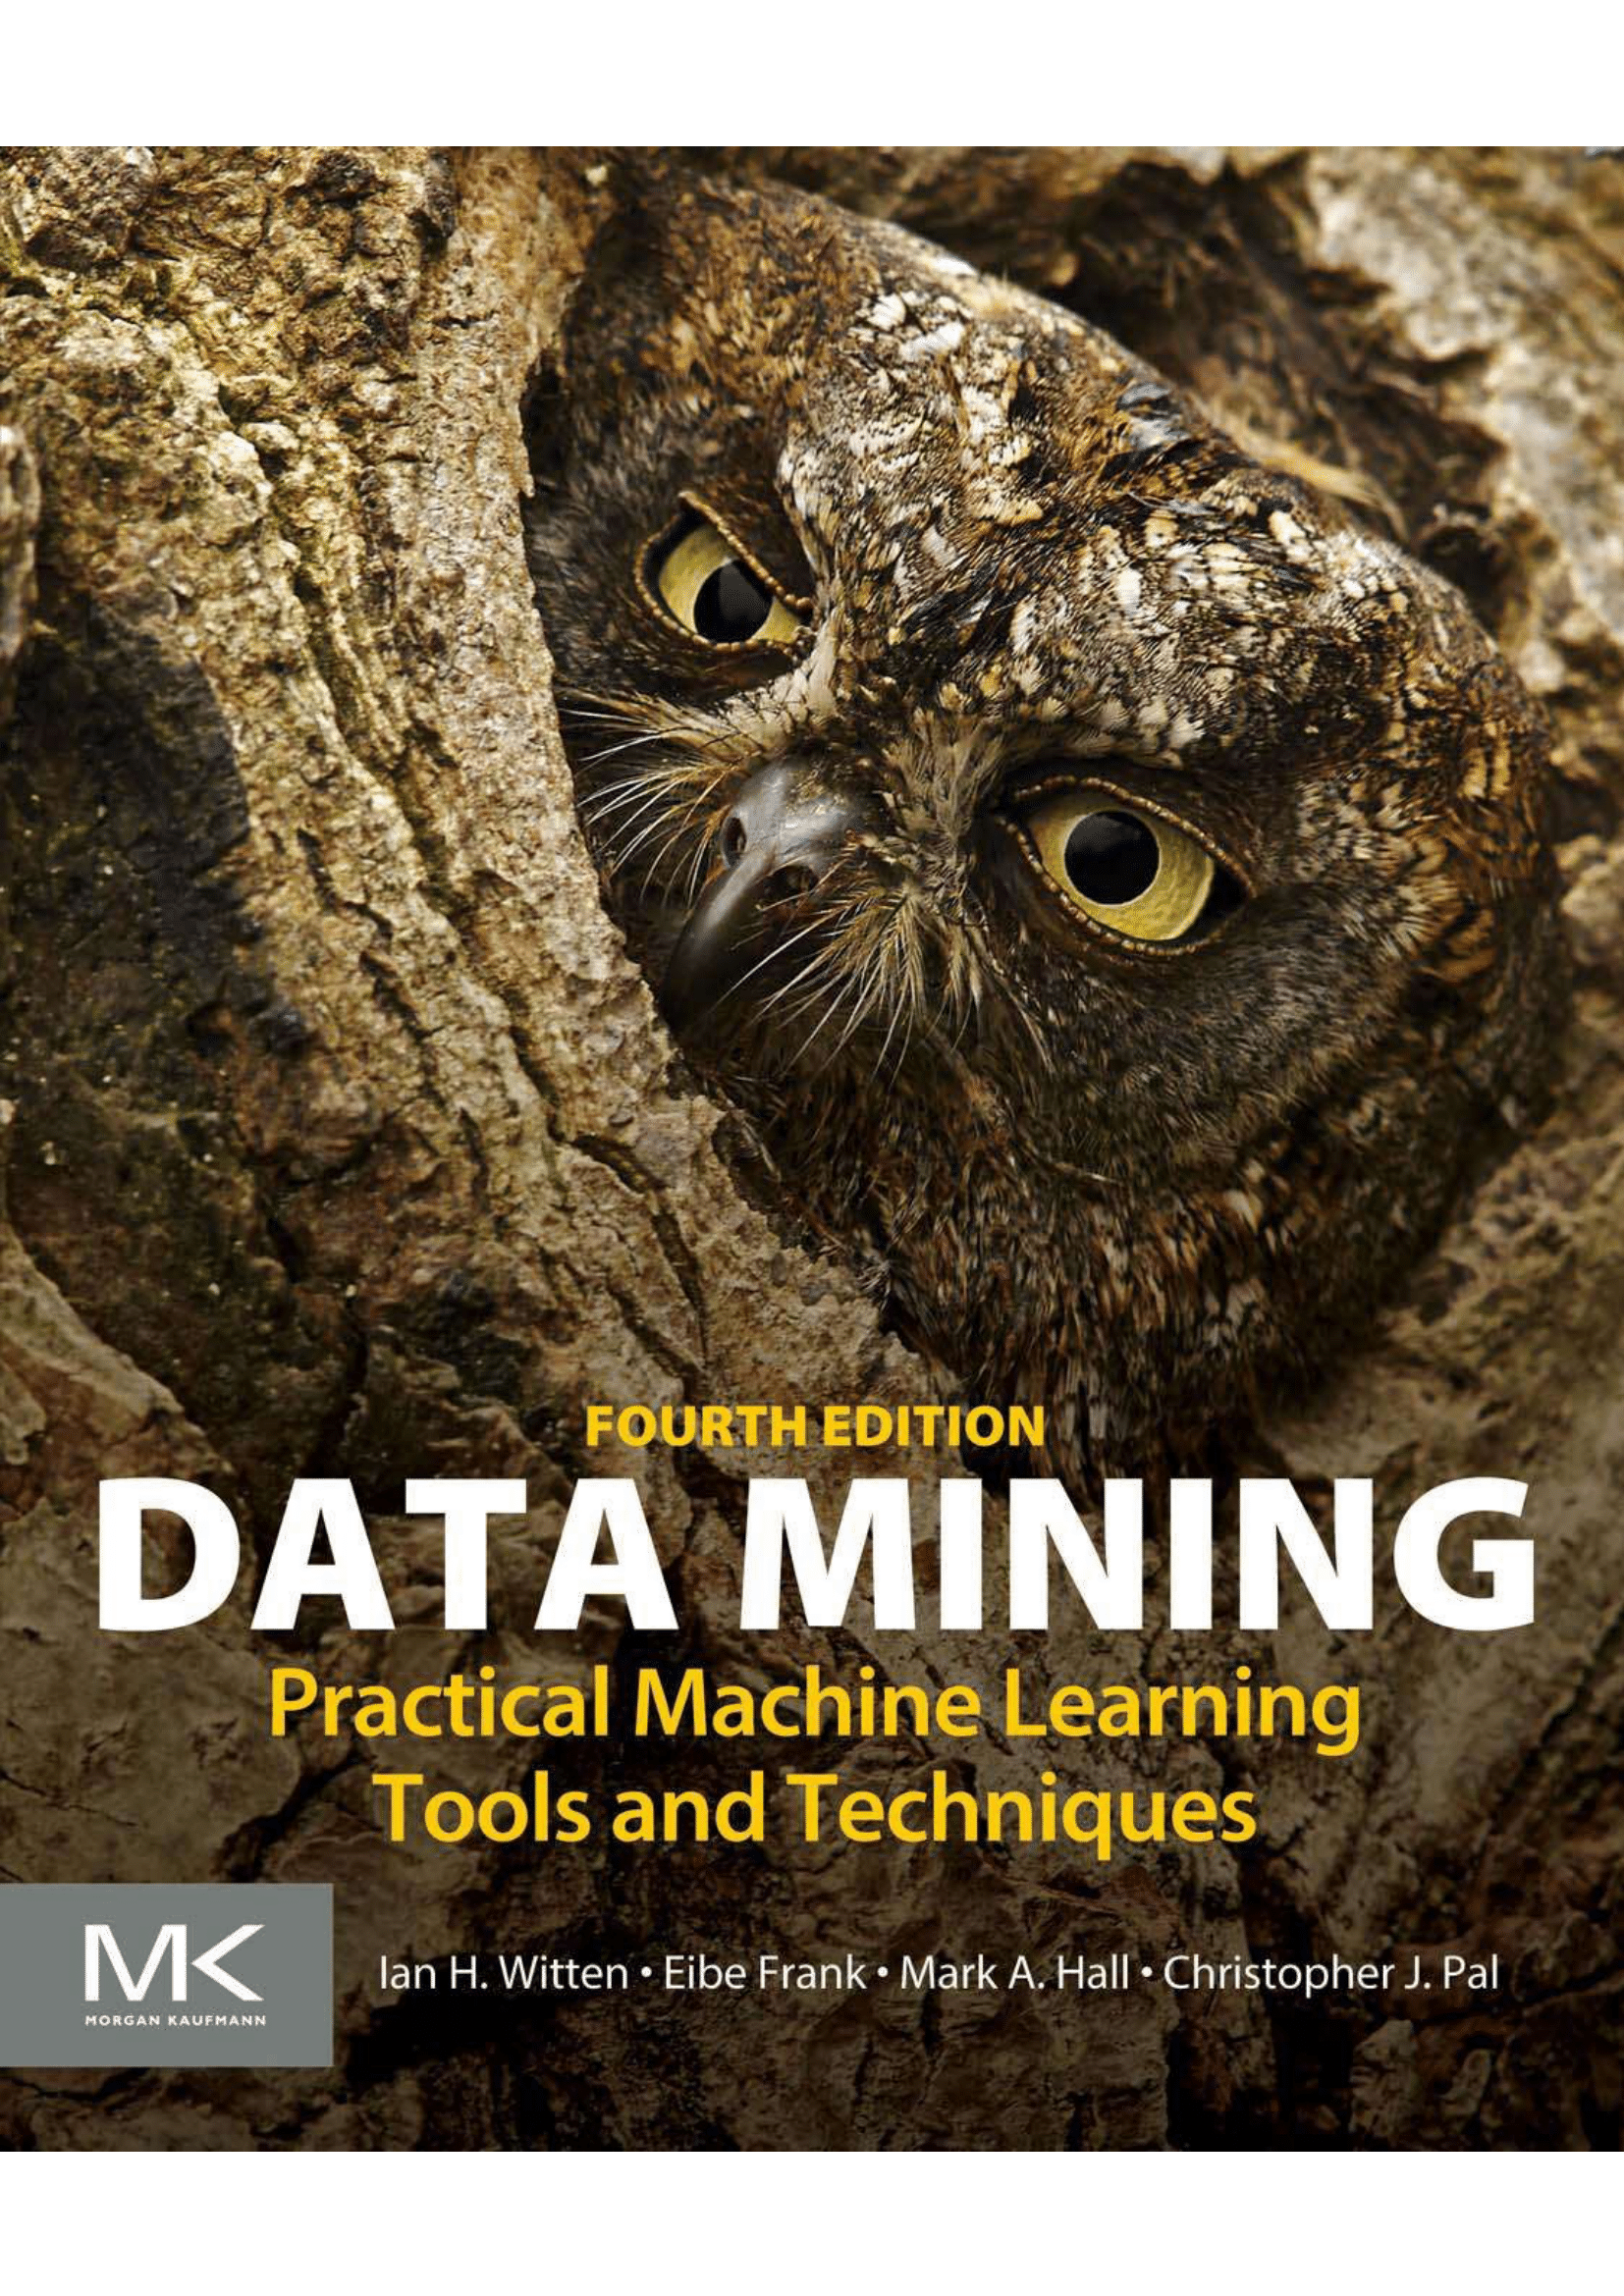 FOURTH EDITION
DATA MINING
Practical Machine Learning
Tools and Techniques
MK
MORGAN KAUFMANN
Ian H. Witten • Eibe Frank • Mark A. Hall • Christopher J. Pal